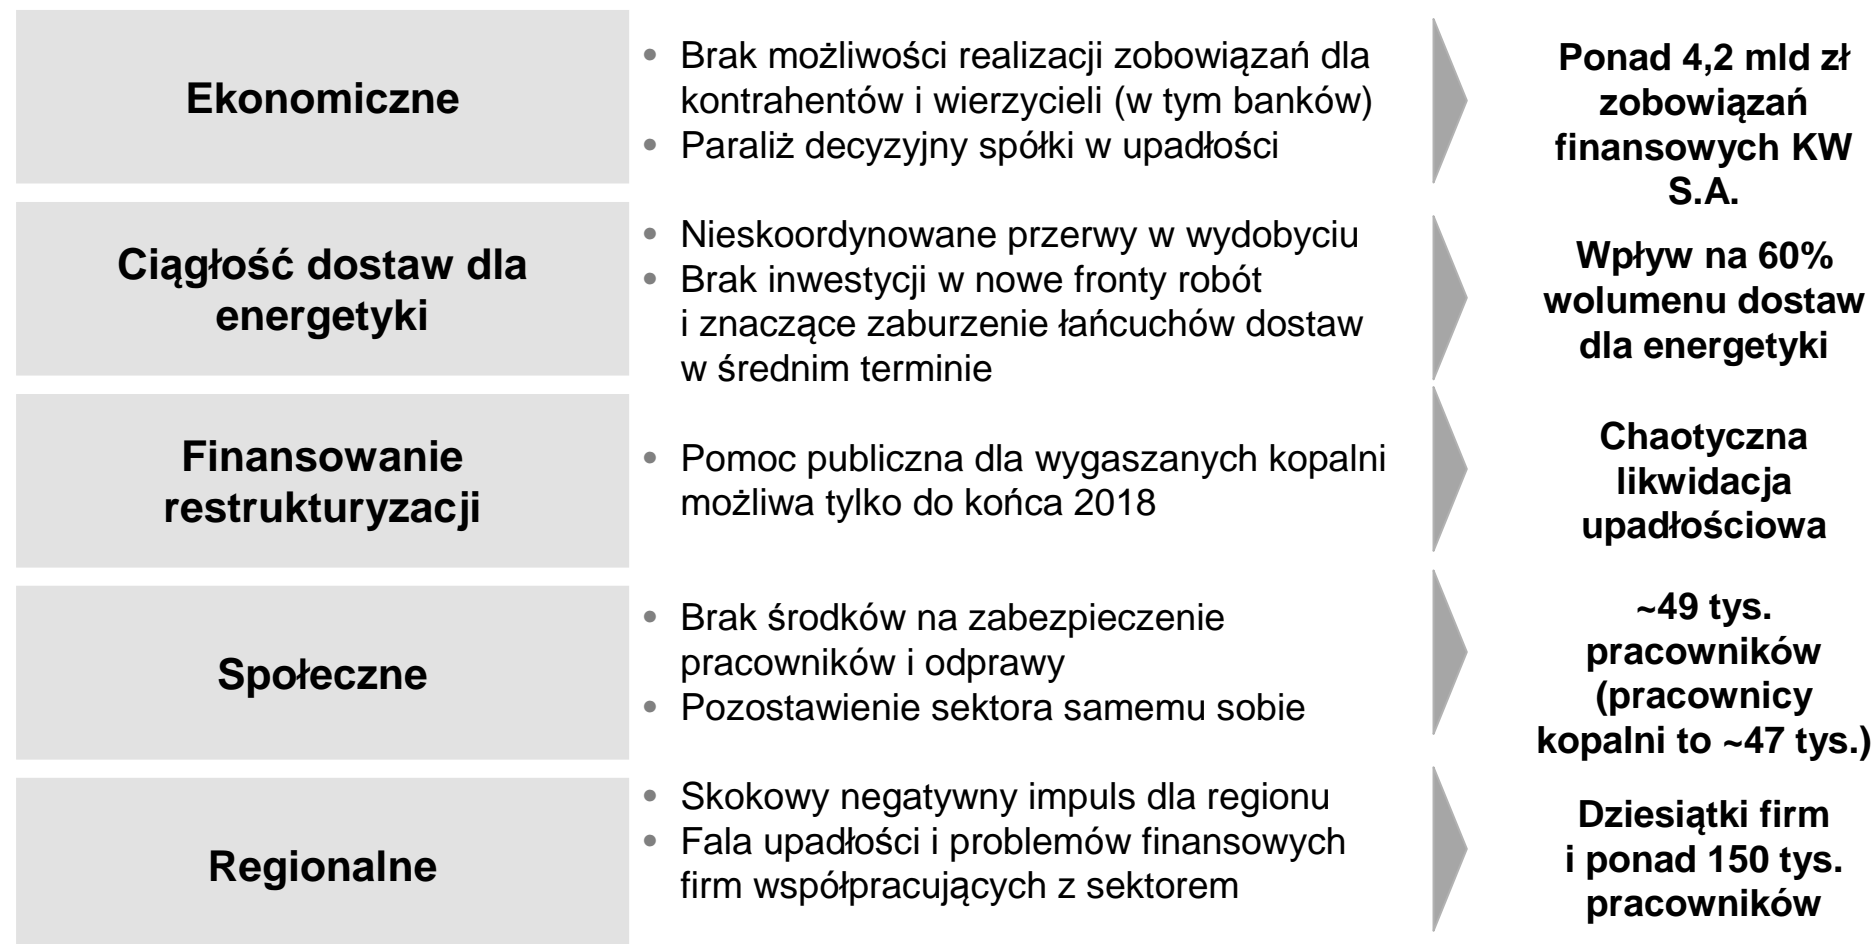 Ekonomiczne
• Brak możliwości realizacji zobowiązań dla
kontrahentów i wierzycieli (w tym banków)
• Paraliż decyzyjny spółki w upadłości
Ponad 4,2 mld zł
zobowiązań
finansowych KW
S.A.
Ciągłość dostaw dla
energetyki
• Nieskoordynowane przerwy w wydobyciu
• Brak inwestycji w nowe fronty robót
i znaczące zaburzenie łańcuchów dostaw
w średnim terminie
Wpływ na 60%
wolumenu dostaw
dla energetyki
Finansowanie
restrukturyzacji
• Pomoc publiczna dla wygaszanych kopalni
możliwa tylko do końca 2018
Chaotyczna
likwidacja
upadłościowa
Społeczne
• Brak środków na zabezpieczenie
pracowników i odprawy
• Pozostawienie sektora samemu sobie
~49 tys.
pracowników
(pracownicy
kopalni to ~47 tys.)
Regionalne
• Skokowy negatywny impuls dla regionu
• Fala upadłości i problemów finansowych
firm współpracujących z sektorem
Dziesiątki firm
i ponad 150 tys.
pracowników